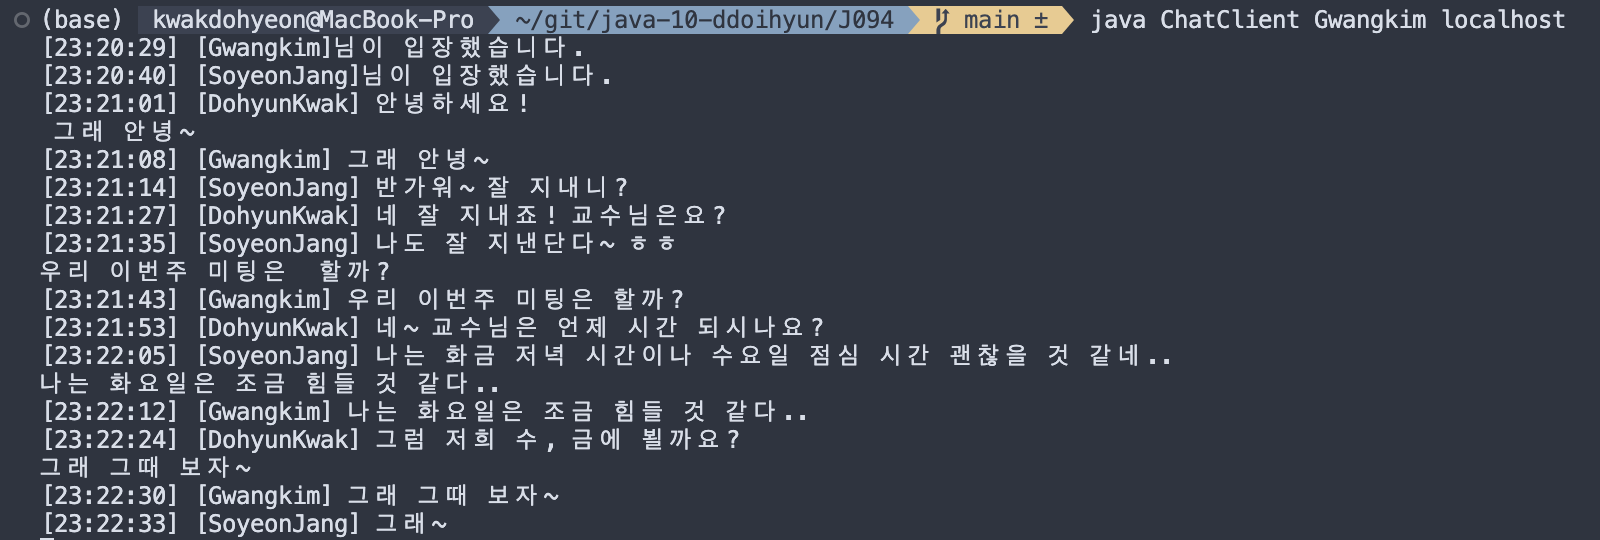 (base) kwakdohyeon@MacBook-Pro ~/git/java-10-ddoihyun/J094 main ± java ChatClient Gwangkim localhost
[23:20:29] [Gwangkim]님이 입장했습니다.
[23:20:40] [SoyeonJang]님이 입장했습니다.
[23:21:01] [DohyunKwak] 안녕하세요!
그래 안녕~
[23:21:08] [Gwangkim] 그래 안녕~
[23:21:14] [SoyeonJang] 반가워~ 잘 지내니?
[23:21:27] [DohyunKwak] 네 잘 지내죠! 교수님은요?
[23:21:35] [SoyeonJang] 나도 잘 지낸단다~ ㅎㅎ
우리 이번주 미팅은  할까?
[23:21:43] [Gwangkim] 우리 이번주 미팅은 할까?
[23:21:53] [DohyunKwak] 네~ 교수님은 언제 시간 되시나요?
[23:22:05] [SoyeonJang] 나는 화금 저녁 시간이나 수요일 점심 시간 괜찮을 것 같네..
나는 화요일은 조금 힘들 것 같다..
[23:22:12] [Gwangkim] 나는 화요일은 조금 힘들 것 같다..
[23:22:24] [DohyunKwak] 그럼 저희 수, 금에 뵐까요?
그래 그때 보자~
[23:22:30] [Gwangkim] 그래 그때 보자~
[23:22:33] [SoyeonJang] 그래~